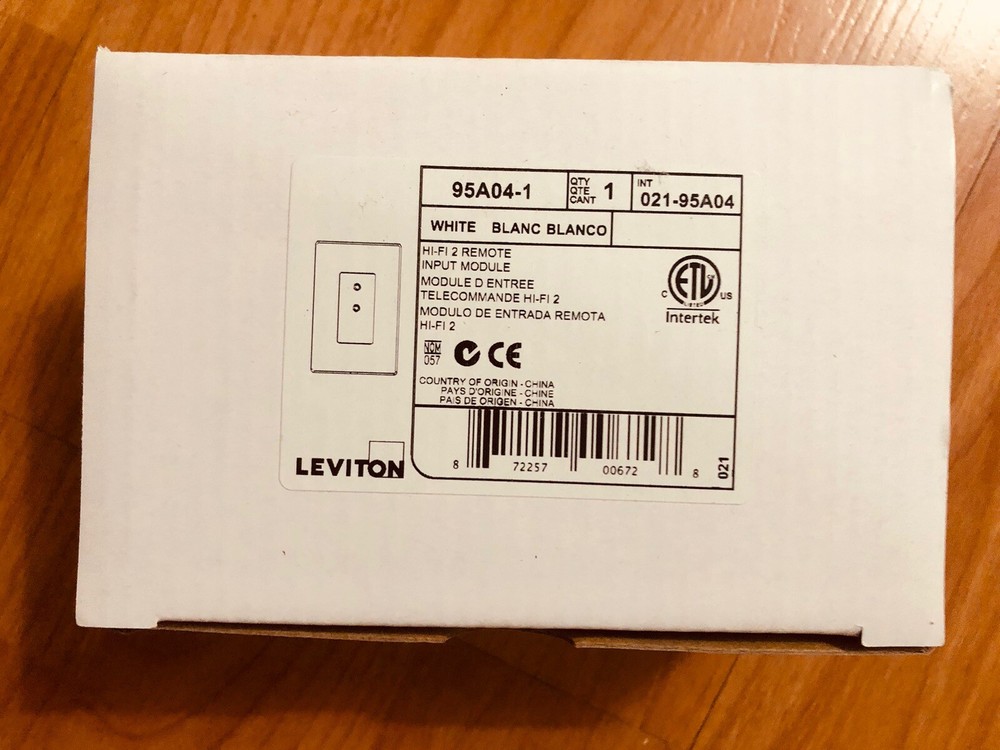 95A04-1
QTY
QTE
CANT
1
INT
021-95A04
WHITE BLANC BLANCO
HI-FI 2 REMOTE
INPUT MODULE
MODULE D ENTREE
TELECOMMANDE HI-FI 2
MODULO DE ENTRADA REMOTA
HI-FI 2
ETL
C US
LISTED
Intertek
NOM
057
CE
COUNTRY OF ORIGIN - CHINA
PAYS D'ORIGINE - CHINE
PAIS DE ORIGEN - CHINA
LEVITON
8 72257 00672 8
021